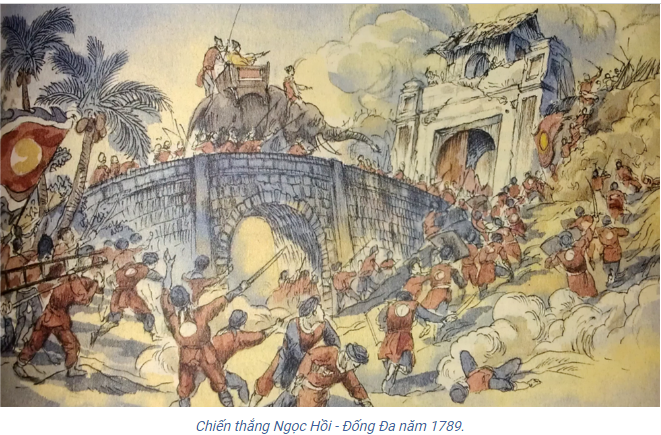 Chiến thắng Ngọc Hồi - Đống Đa năm 1789.